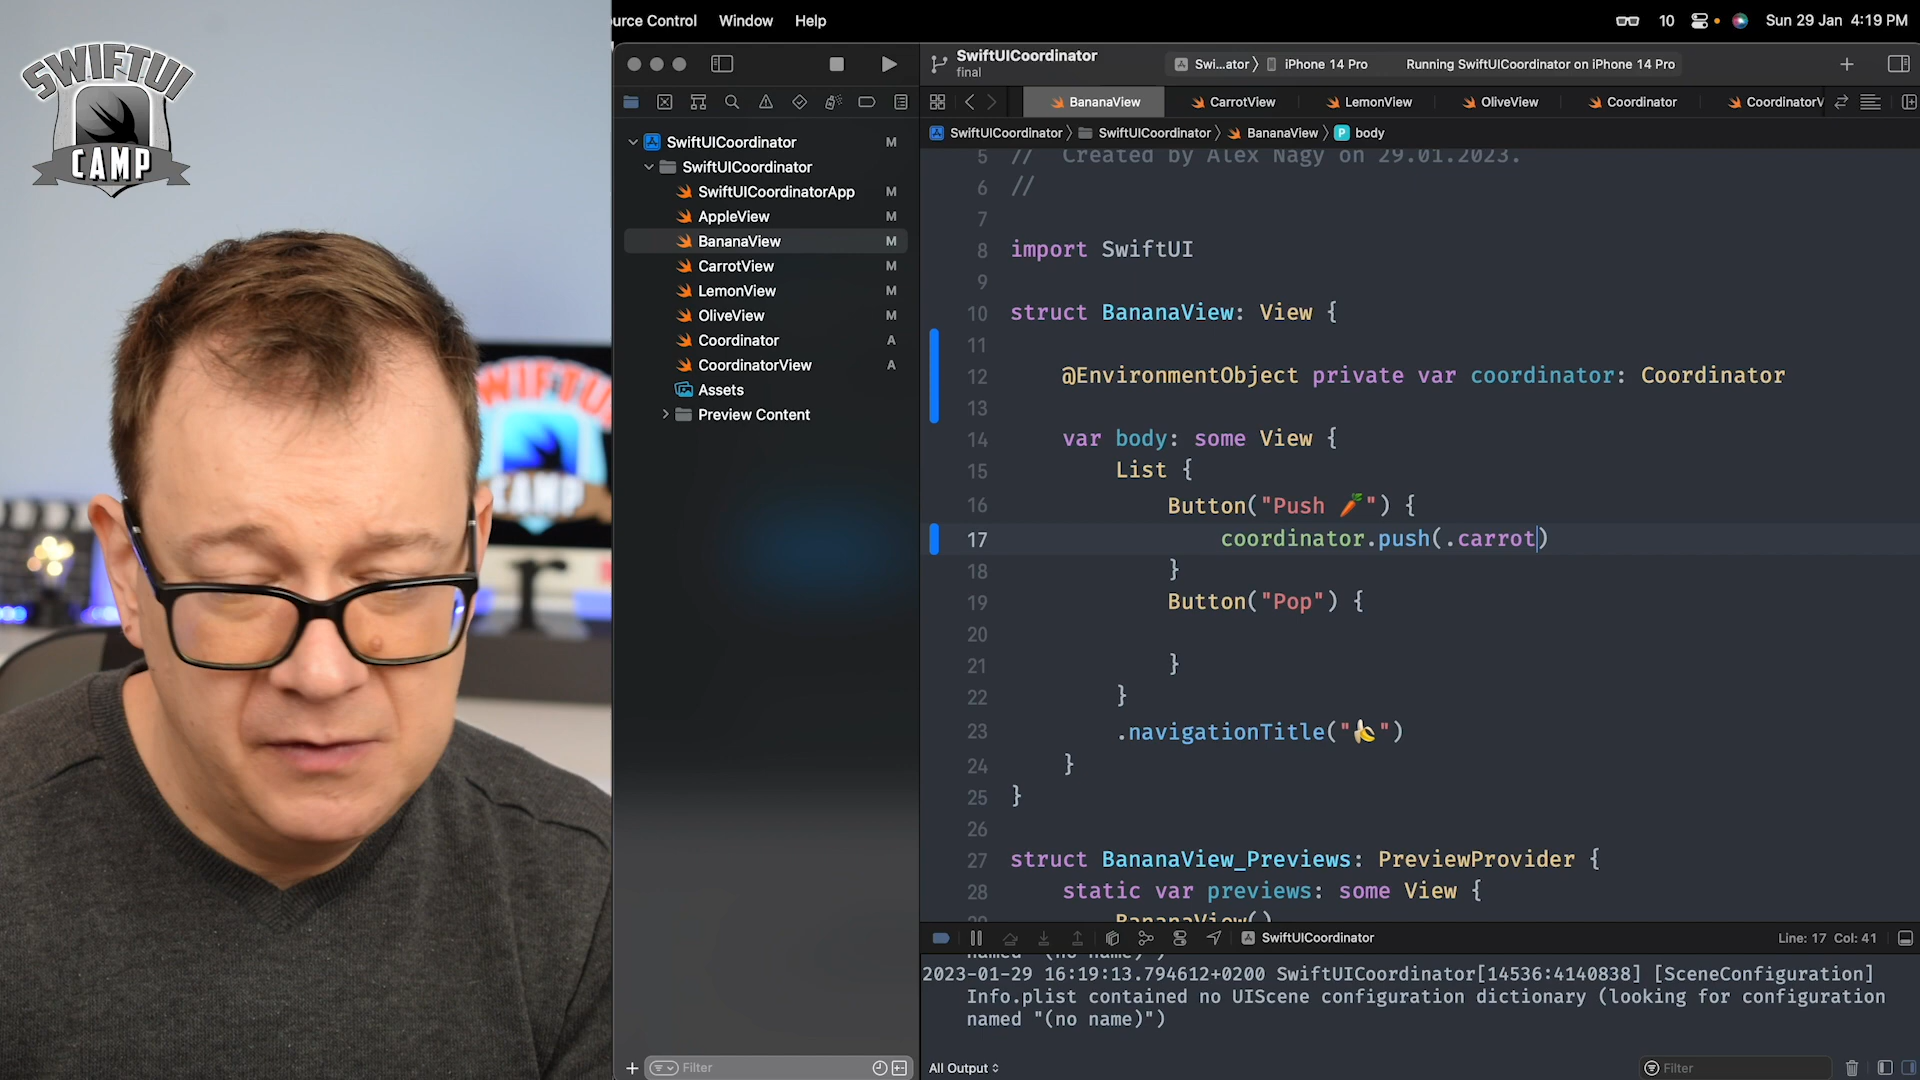 SWIFTUI
CAMP
SWIFTU
CAMP
urce Control Window Help
10 Sun 29 Jan 4:19 PM
SwiftUICoordinator
final
Swi...ator iPhone 14 Pro Running SwiftUICoordinator on iPhone 14 Pro
BananaView CarrotView LemonView OliveView Coordinator CoordinatorV
SwiftUICoordinator SwiftUICoordinator BananaView P body
SwiftUICoordinator M
SwiftUICoordinator
SwiftUICoordinatorApp M
AppleView M
BananaView M
CarrotView M
LemonView M
OliveView M
Coordinator A
CoordinatorView A
Assets
Preview Content
Filter
5 // Created by Alex Nagy on 29.01.2023.
6 //
7
8 import SwiftUI
9
10 struct BananaView: View {
11
12 @EnvironmentObject private var coordinator: Coordinator
13
14 var body: some View {
15 List {
16 Button("Push 🥕") {
17 coordinator.push(.carrot)
18 }
19 Button("Pop") {
20
21 }
22 }
23 .navigationTitle("🍌")
24 }
25 }
26
27 struct BananaView_Previews: PreviewProvider {
28 static var previews: some View {
29 BananaView()
SwiftUICoordinator Line: 17 Col: 41
named "(no name)")
2023-01-29 16:19:13.794612+0200 SwiftUICoordinator[14536:4140838] [SceneConfiguration]
Info.plist contained no UIScene configuration dictionary (looking for configuration
named "(no name)")
All Output Filter